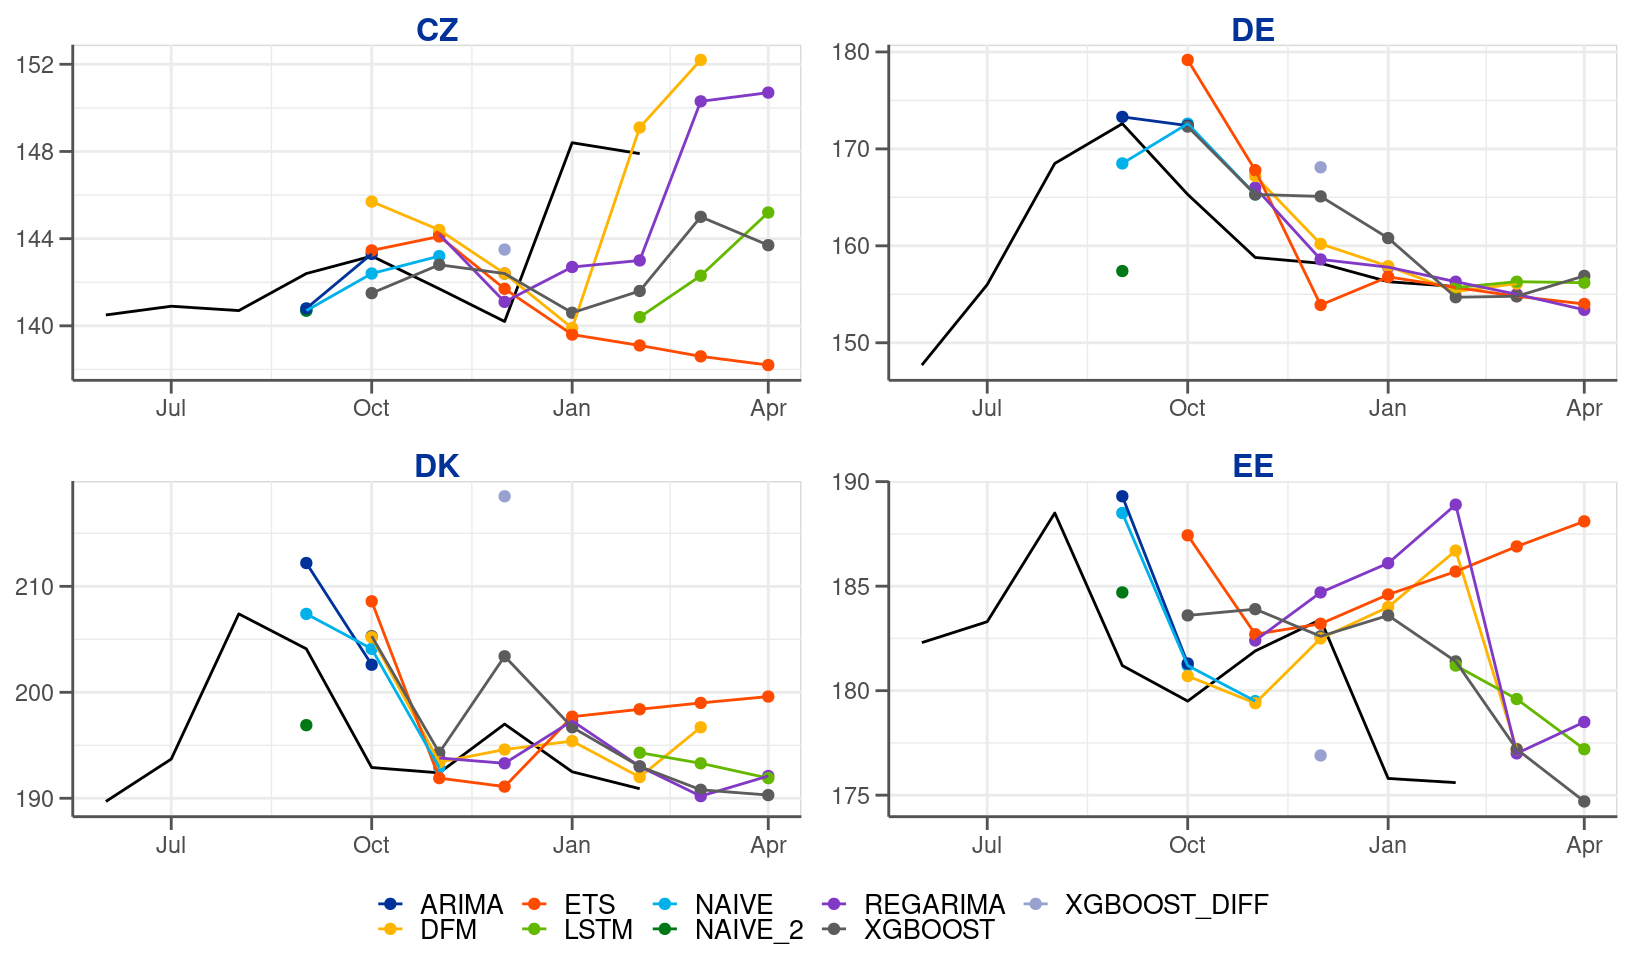 CZ
DE
152
148
144
140
Jul
Oct
Jan
Apr
180
170
160
150
Jul
Oct
Jan
Apr
DK
EE
210
200
190
Jul
Oct
Jan
Apr
190
185
180
175
Jul
Oct
Jan
Apr
ARIMA ETS NAIVE REGARIMA XGBOOST_DIFF
DFM LSTM NAIVE_2 XGBOOST